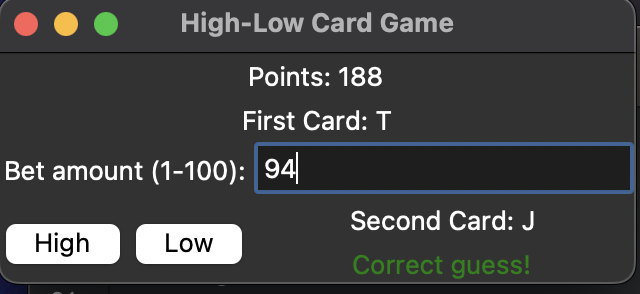 High-Low Card Game
Points: 188
First Card: T
Bet amount (1-100): 94
Second Card: J
High Low
Correct guess!